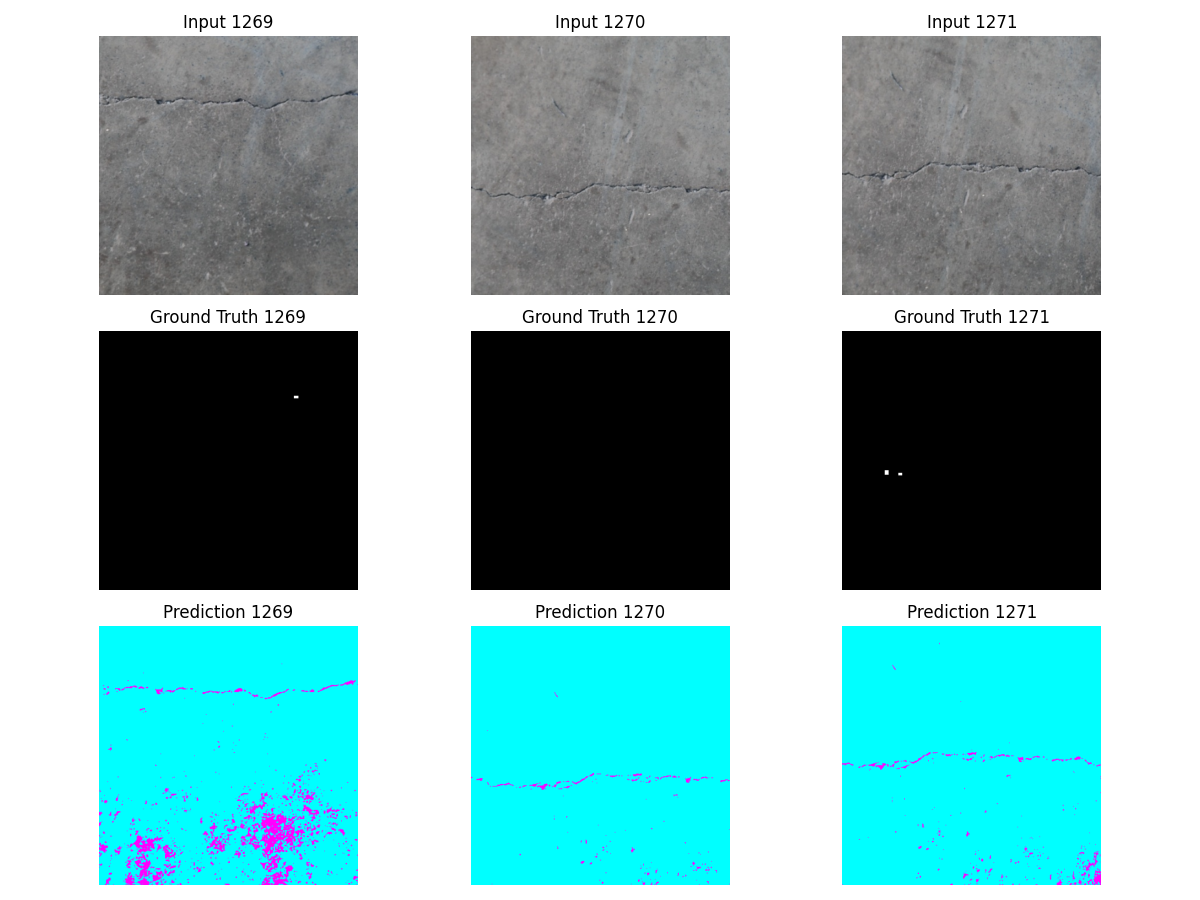 Input 1269
Input 1270
Input 1271
Ground Truth 1269
Ground Truth 1270
Ground Truth 1271
Prediction 1269
Prediction 1270
Prediction 1271